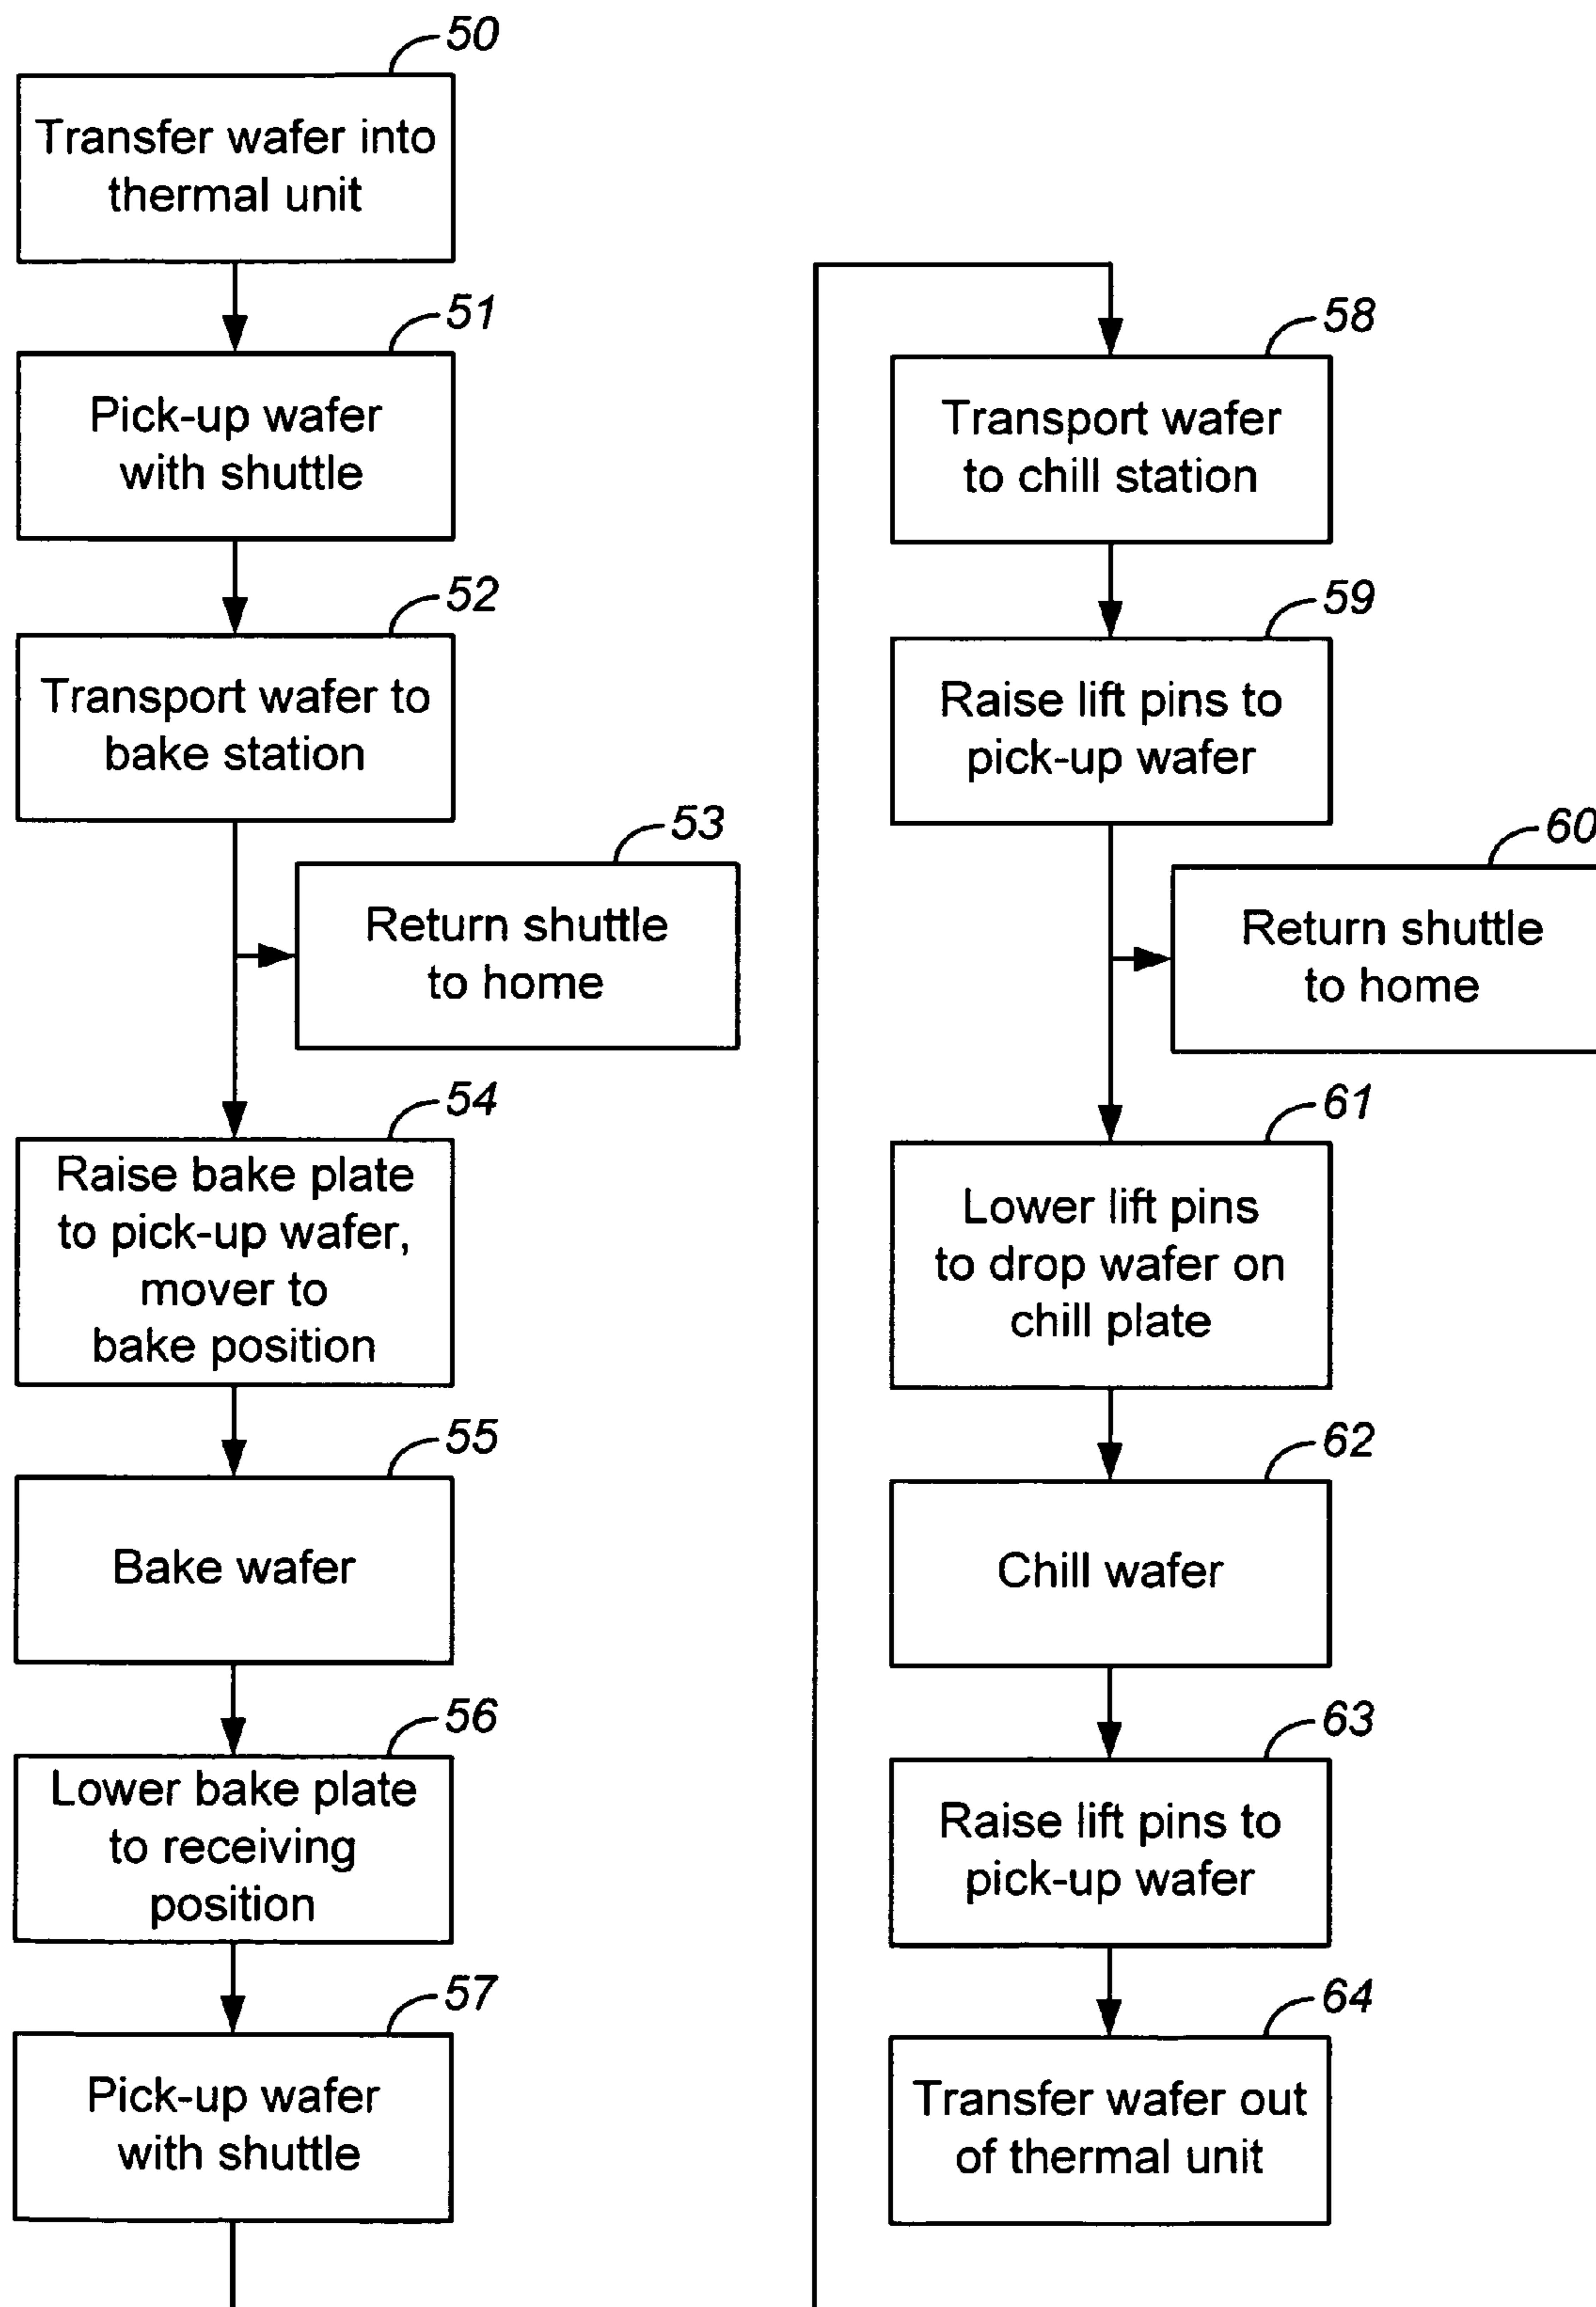 50
Transfer wafer into
thermal unit
51
Pick-up wafer
with shuttle
52
Transport wafer to
bake station
53
Return shuttle
to home
54
Raise bake plate
to pick-up wafer,
mover to
bake position
55
Bake wafer
56
Lower bake plate
to receiving
position
57
Pick-up wafer
with shuttle
58
Transport wafer
to chill station
59
Raise lift pins to
pick-up wafer
60
Return shuttle
to home
61
Lower lift pins
to drop wafer on
chill plate
62
Chill wafer
63
Raise lift pins to
pick-up wafer
64
Transfer wafer out
of thermal unit